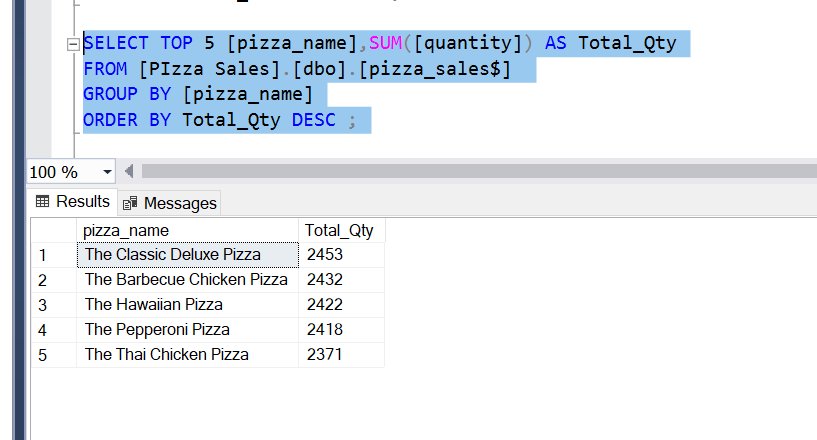 SELECT TOP 5 [pizza_name],SUM([quantity]) AS Total_Qty
FROM [PIzza Sales].[dbo].[pizza_sales$]
GROUP BY [pizza_name]
ORDER BY Total_Qty DESC ;
100 %
Results Messages
pizza_name Total_Qty
1 The Classic Deluxe Pizza 2453
2 The Barbecue Chicken Pizza 2432
3 The Hawaiian Pizza 2422
4 The Pepperoni Pizza 2418
5 The Thai Chicken Pizza 2371